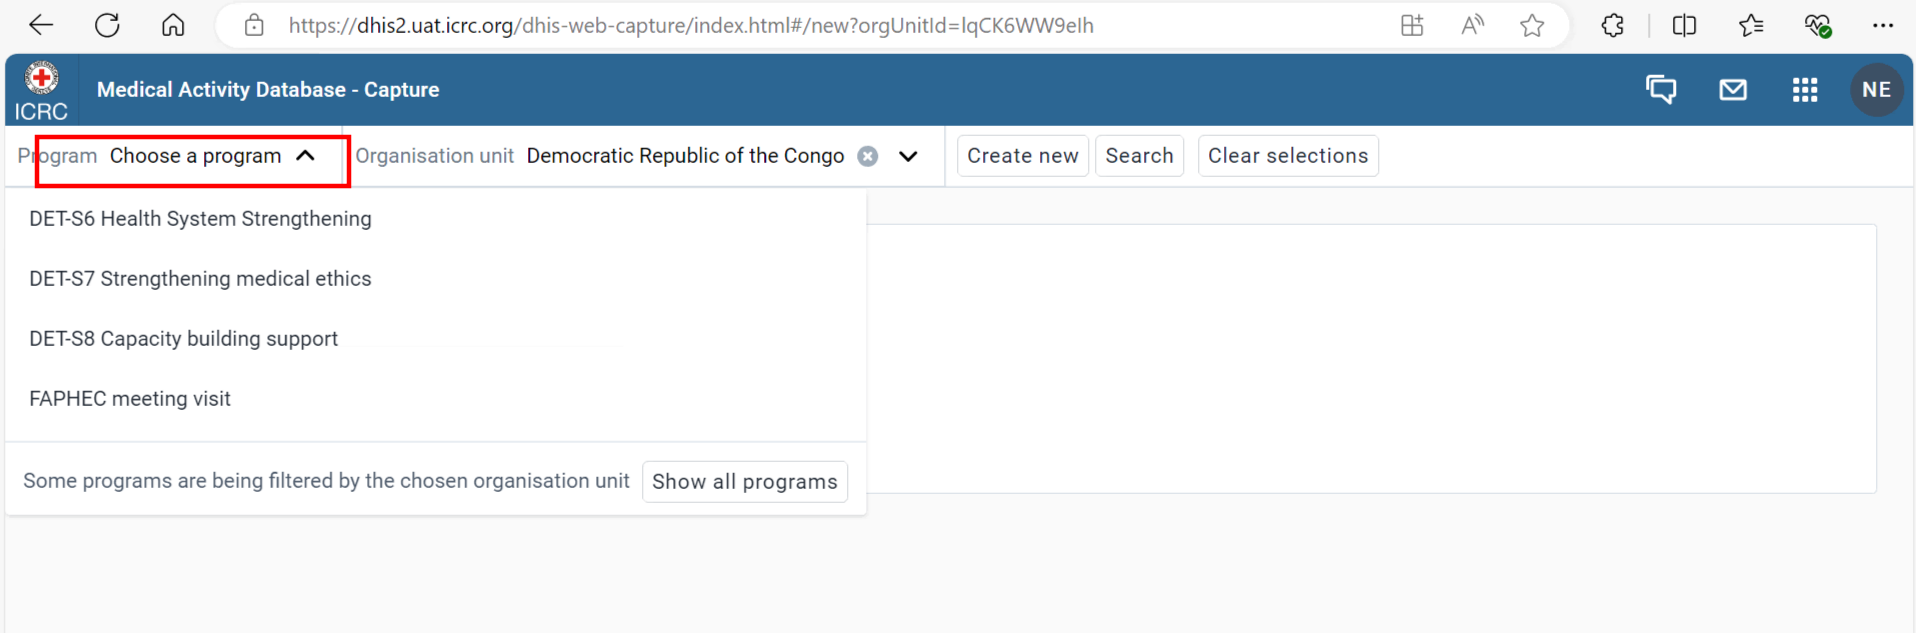 https://dhis2.uat.icrc.org/dhis-web-capture/index.html#/new?orgUnitId=IqCK6WW9eIh
ICRC
Medical Activity Database - Capture
NE
Program Choose a program Organisation unit Democratic Republic of the Congo Create new Search Clear selections
DET-S6 Health System Strengthening
DET-S7 Strengthening medical ethics
DET-S8 Capacity building support
FAPHEC meeting visit
Some programs are being filtered by the chosen organisation unit Show all programs